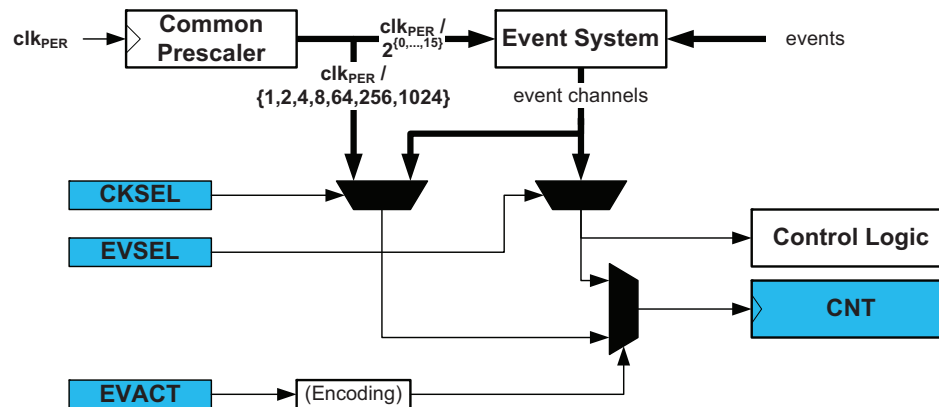 clkPER
Common
Prescaler
clkPER /
2{0,...,15}
Event System
events
clkPER /
{1,2,4,8,64,256,1024}
event channels
CKSEL
EVSEL
Control Logic
CNT
EVACT
(Encoding)